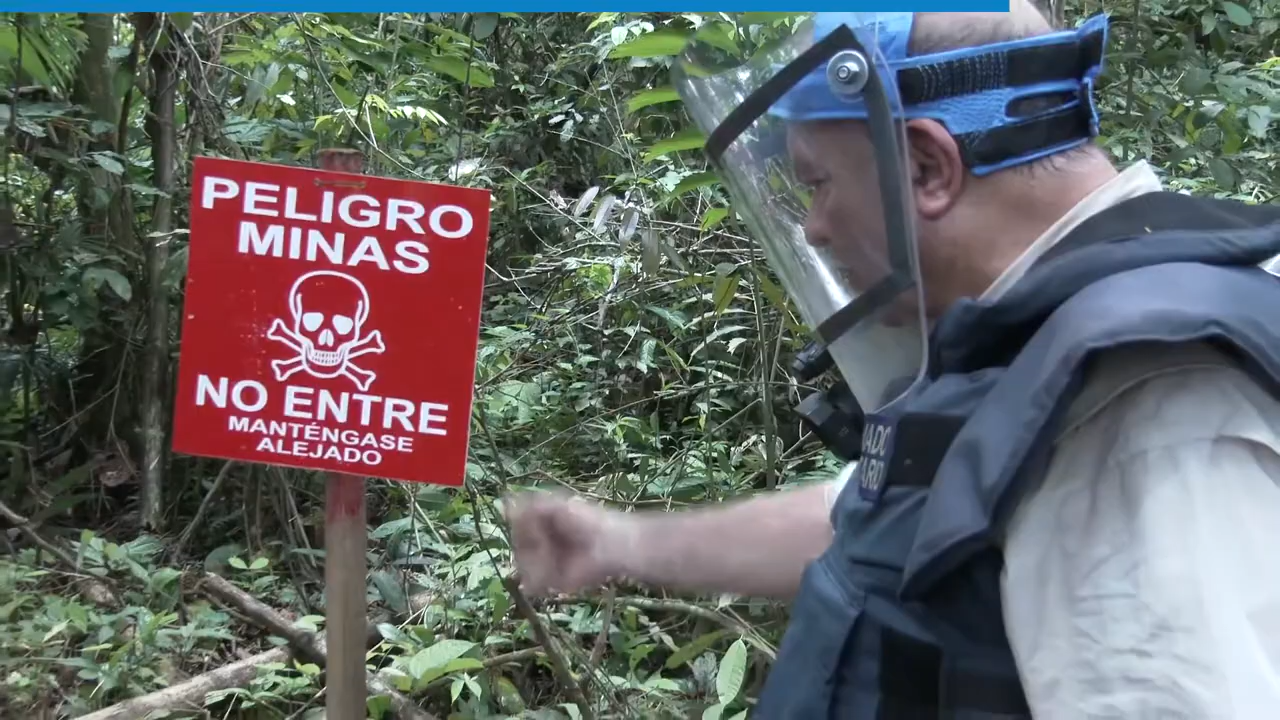 PELIGRO
MINAS
NO ENTRE
MANTÉNGASE
ALEJADO